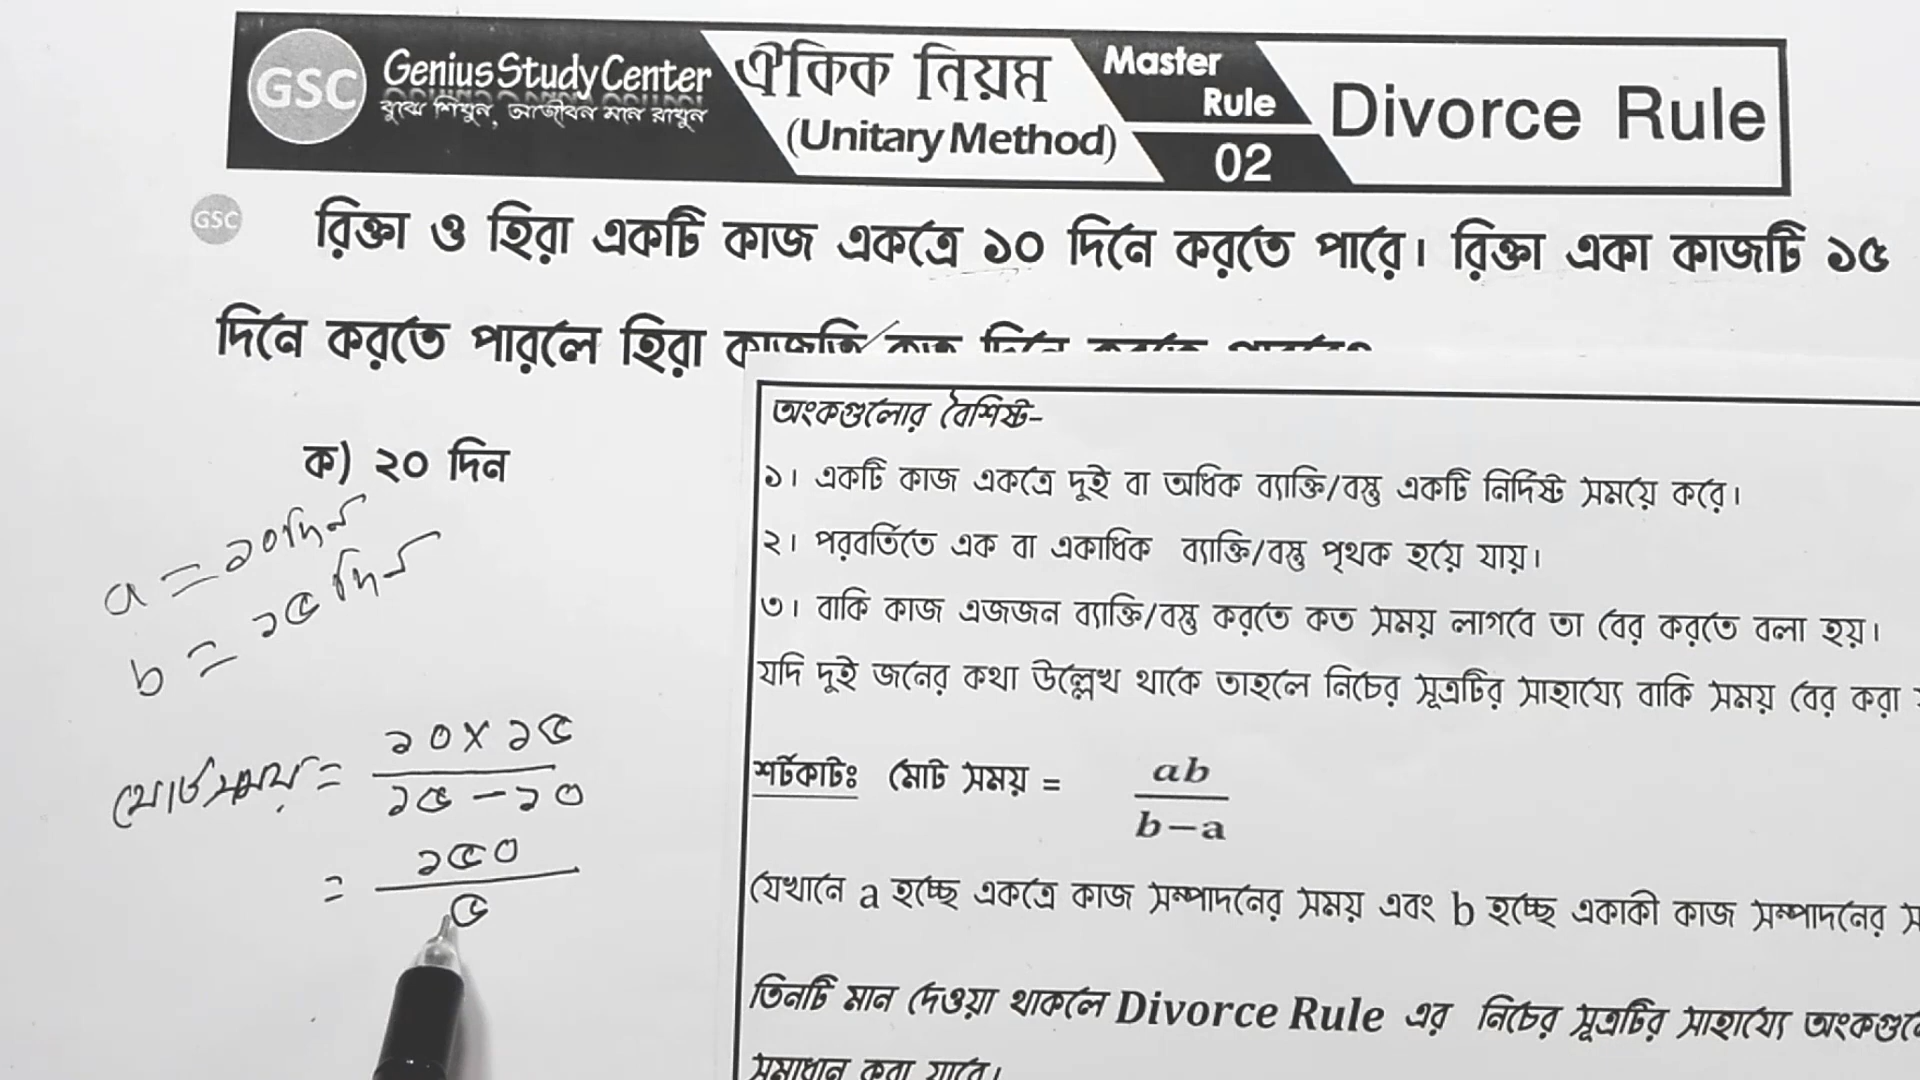 GSC
Genius Study Center
বুঝে শিখুন, আজীবন মনে রাখুন
ঐকিক নিয়ম
(Unitary Method)
Master
Rule
02
Divorce Rule
GSC
রিক্তা ও হিরা একটি কাজ একত্রে ১০ দিনে করতে পারে। রিক্তা একা কাজটি ১৫
দিনে করতে পারলে হিরা
ক) ২০ দিন
a = ১০দিন
b = ১৫ দিন
মোটসময় = ১০ X ১৫
১৫ - ১০
= ১৫০
৫
অংকগুলোর বৈশিষ্ট-
১। একটি কাজ একত্রে দুই বা অধিক ব্যাক্তি/বস্তু একটি নির্দিষ্ট সময়ে করে।
২। পরবর্তিতে এক বা একাধিক ব্যাক্তি/বস্তু পৃথক হয়ে যায়।
৩। বাকি কাজ এজজন ব্যাক্তি/বস্তু করতে কত সময় লাগবে তা বের করতে বলা হয়।
যদি দুই জনের কথা উল্লেখ থাকে তাহলে নিচের সূত্রটির সাহায্যে বাকি সময় বের করা
শর্টকাটঃ মোট সময় = ab
b-a
(যেখানে a হচ্ছে একত্রে কাজ সম্পাদনের সময় এবং b হচ্ছে একাকী কাজ সম্পাদনের
তিনটি মান দেওয়া থাকলে Divorce Rule এর নিচের সূত্রটির সাহায্যে
সমাধান করা যাবে।